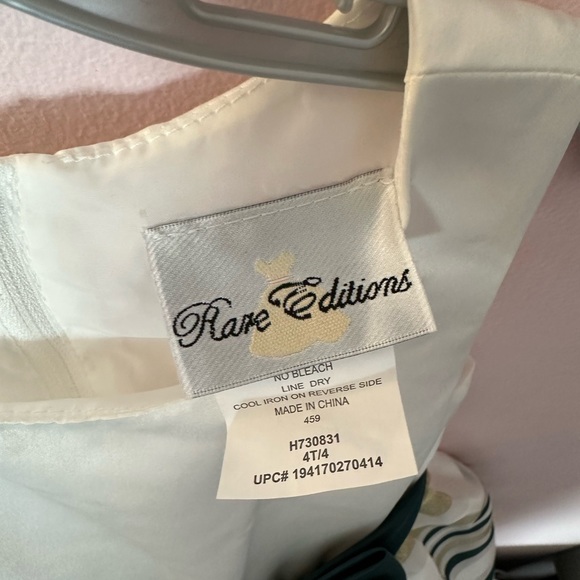 Rare Editions
NO BLEACH
LINE DRY
COOL IRON ON REVERSE SIDE
MADE IN CHINA
459
H730831
4T/4
UPC# 194170270414